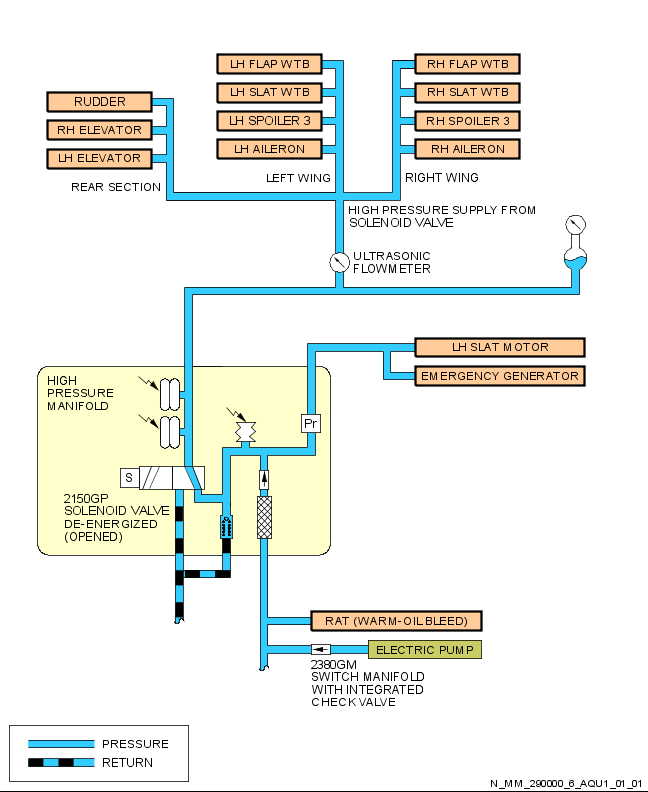 LH FLAP WTB
RH FLAP WTB
LH SLAT WTB
RH SLAT WTB
RUDDER
LH SPOILER 3
RH SPOILER 3
RH ELEVATOR
LH AILERON
RH AILERON
LH ELEVATOR
REAR SECTION
LEFT WING
RIGHT WING
HIGH PRESSURE SUPPLY FROM
SOLENOID VALVE
ULTRASONIC
FLOWMETER
LH SLAT MOTOR
EMERGENCY GENERATOR
HIGH
PRESSURE
MANIFOLD
Pr
S
2150GP
SOLENOID VALVE
DE-ENERGIZED
(OPENED)
RAT (WARM-OIL BLEED)
ELECTRIC PUMP
2380GM
SWITCH MANIFOLD
WITH INTEGRATED
CHECK VALVE
PRESSURE
RETURN
N_MM_290000_6_AQU1_01_01